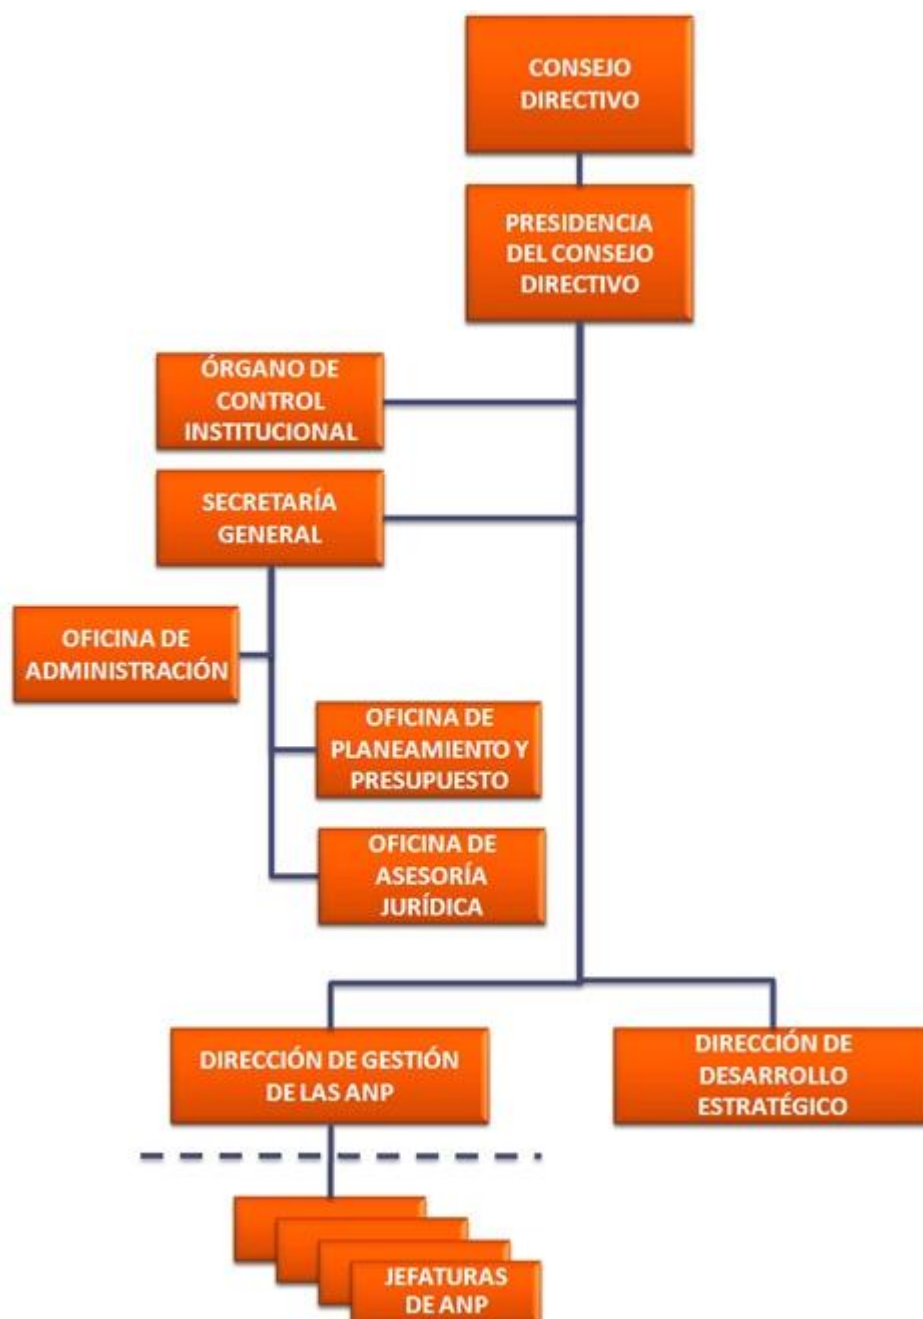 CONSEJO
DIRECTIVO
PRESIDENCIA
DEL CONSEJO
DIRECTIVO
ÓRGANO DE
CONTROL
INSTITUCIONAL
SECRETARÍA
GENERAL
OFICINA DE
ADMINISTRACIÓN
OFICINA DE
PLANEAMIENTO Y
PRESUPUESTO
OFICINA DE
ASESORÍA
JURÍDICA
DIRECCIÓN DE GESTIÓN
DE LAS ANP
DIRECCIÓN DE
DESARROLLO
ESTRATÉGICO
JEFATURAS
DE ANP